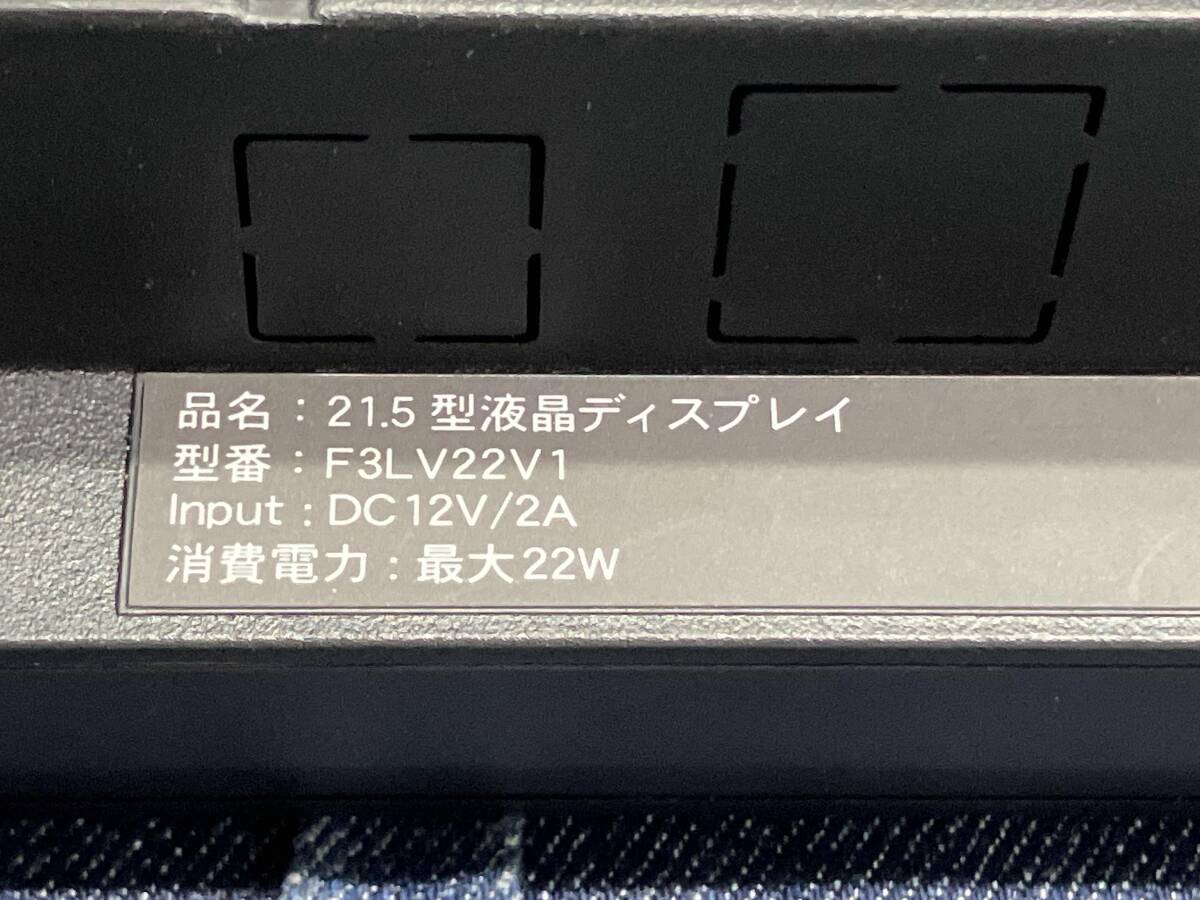 品名：21.5型液晶ディスプレイ
型番：F3LV22V1
Input：DC12V/2A
消費電力：最大22W